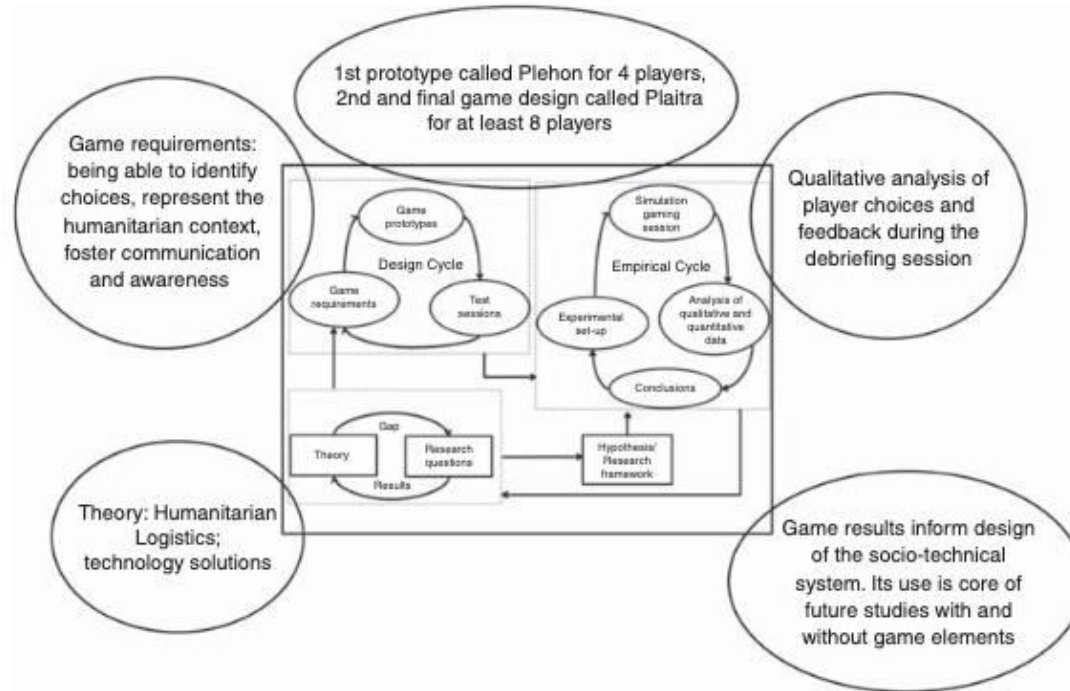 1st prototype called Plehon for 4 players,
2nd and final game design called Plaitra
for at least 8 players
Game requirements:
being able to identify
choices, represent the
humanitarian context,
foster communication
and awareness
Qualitative analysis of
player choices and
feedback during the
debriefing session
Game
prototypes
Design Cycle
Game
requirements
Test
sessions
Simulation
gaming
session
Empirical Cycle
Experimental
set-up
Analysis of
qualitative and
quantitative
data
Conclusions
Gap
Theory
Research
questions
Results
Hypothesis/
Research
framework
Theory: Humanitarian
Logistics;
technology solutions
Game results inform design
of the socio-technical
system. Its use is core of
future studies with and
without game elements